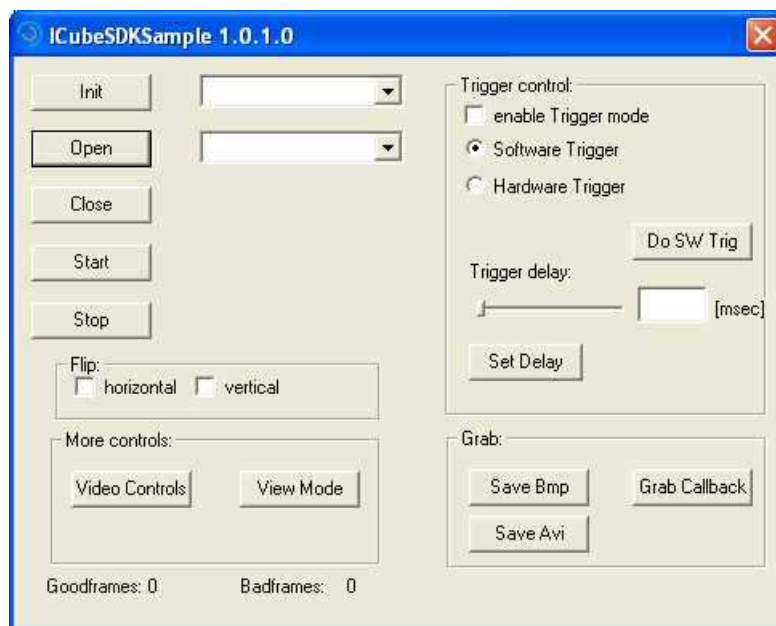 ICubeSDKSample 1.0.1.0
Init
Open
Close
Start
Stop
Flip:
horizontal
vertical
More controls:
Video Controls
View Mode
Goodframes: 0
Badframes: 0
Trigger control:
enable Trigger mode
Software Trigger
Hardware Trigger
Do SW Trig
Trigger delay:
[msec]
Set Delay
Grab:
Save Bmp
Grab Callback
Save Avi